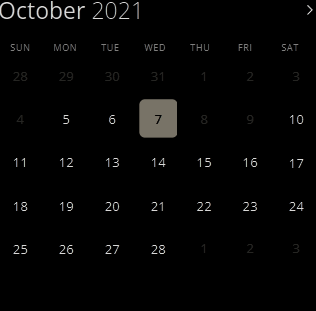 October 2021
SUN MON TUE WED THU FRI SAT
28 29 30 31 1 2 3
4 5 6 7 8 9 10
11 12 13 14 15 16 17
18 19 20 21 22 23 24
25 26 27 28 1 2 3